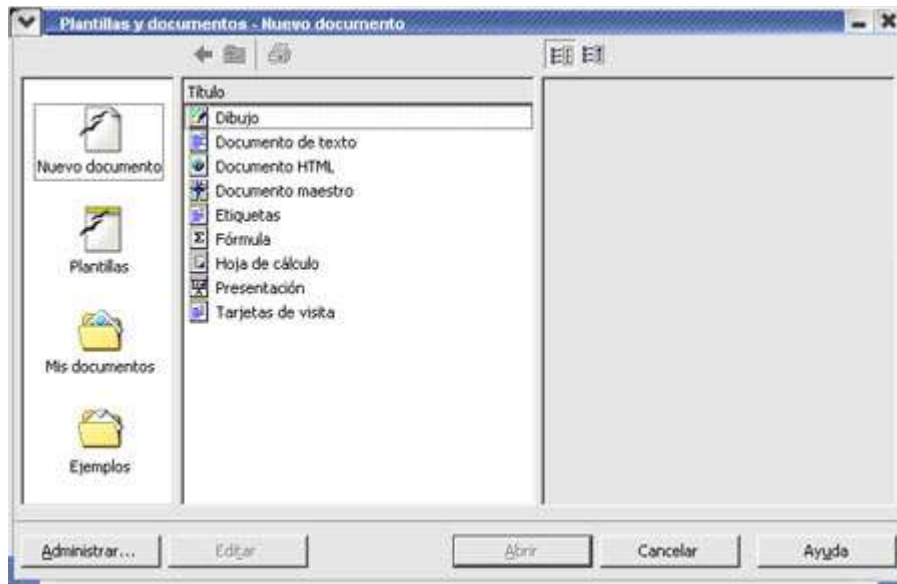 Plantillas y documentos - Nuevo documento
Título
Dibujo
Documento de texto
Documento HTML
Documento maestro
Etiquetas
Fórmula
Hoja de cálculo
Presentación
Tarjetas de visita
Nuevo documento
Plantillas
Mis documentos
Ejemplos
Administrar...
Editar
Abrir
Cancelar
Ayuda